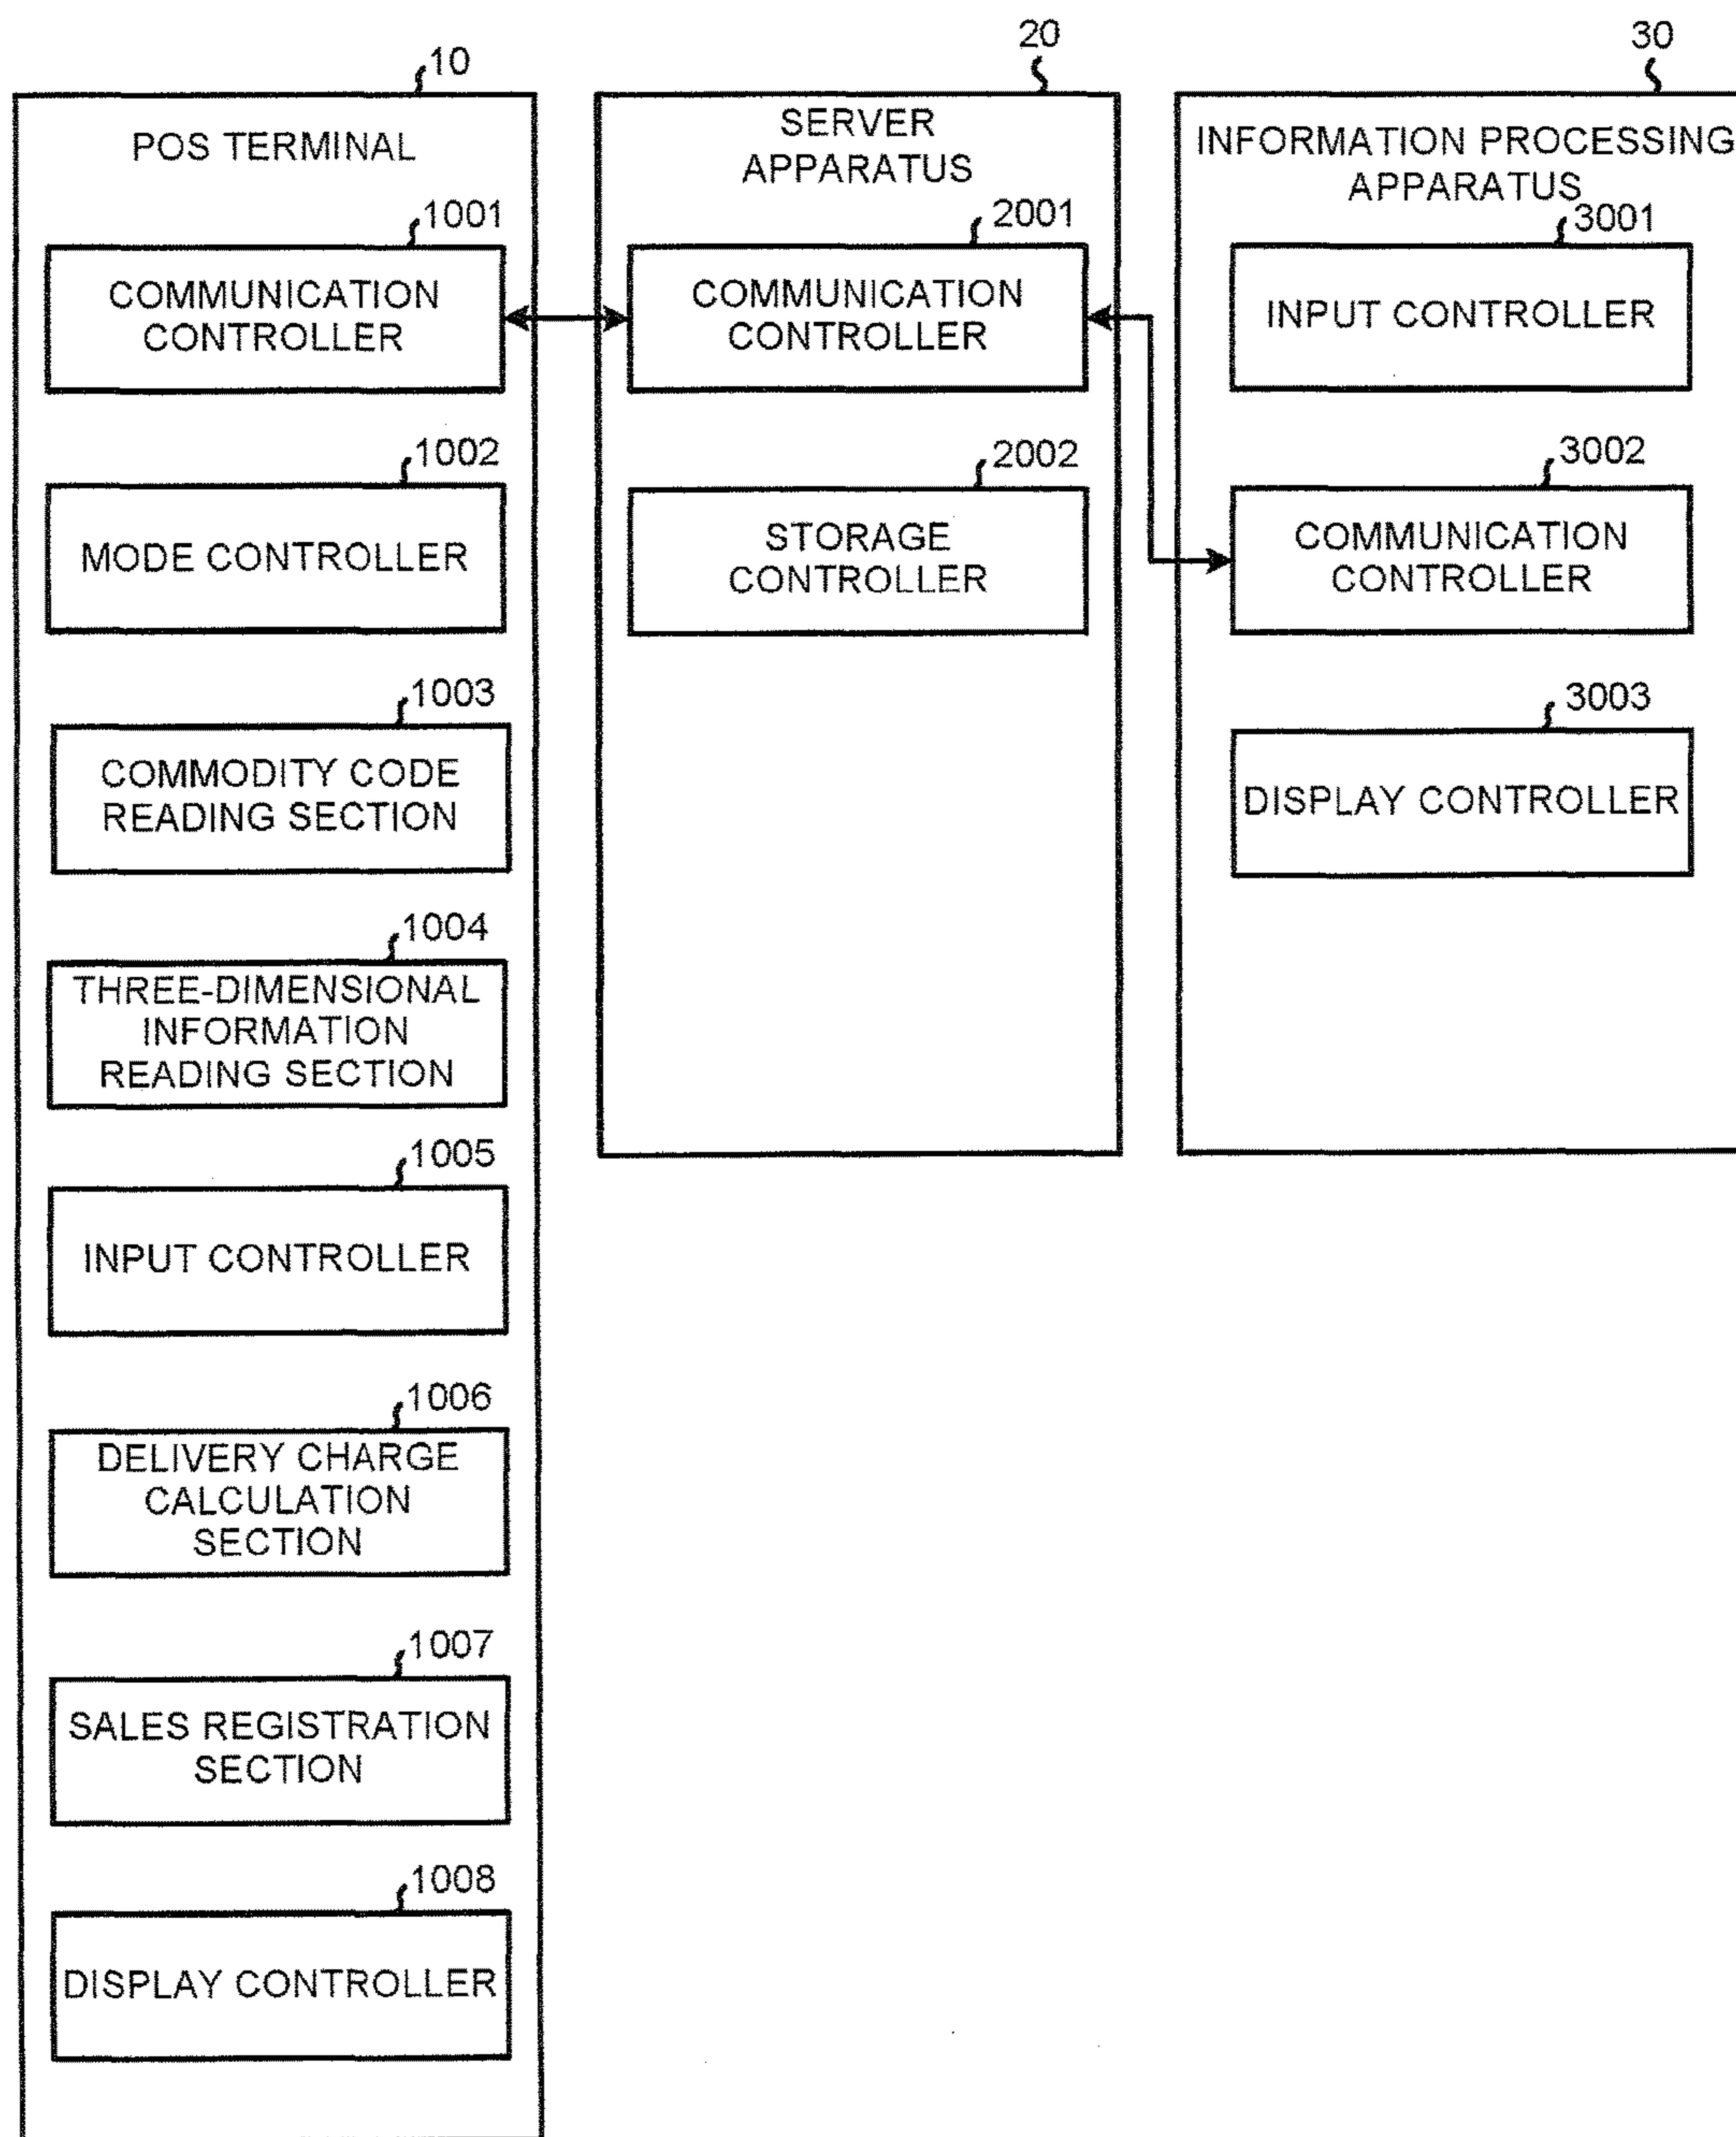 10
POS TERMINAL
1001
COMMUNICATION
CONTROLLER
1002
MODE CONTROLLER
1003
COMMODITY CODE
READING SECTION
1004
THREE-DIMENSIONAL
INFORMATION
READING SECTION
1005
INPUT CONTROLLER
1006
DELIVERY CHARGE
CALCULATION
SECTION
1007
SALES REGISTRATION
SECTION
1008
DISPLAY CONTROLLER
20
SERVER
APPARATUS
2001
COMMUNICATION
CONTROLLER
2002
STORAGE
CONTROLLER
30
INFORMATION PROCESSING
APPARATUS
3001
INPUT CONTROLLER
3002
COMMUNICATION
CONTROLLER
3003
DISPLAY CONTROLLER